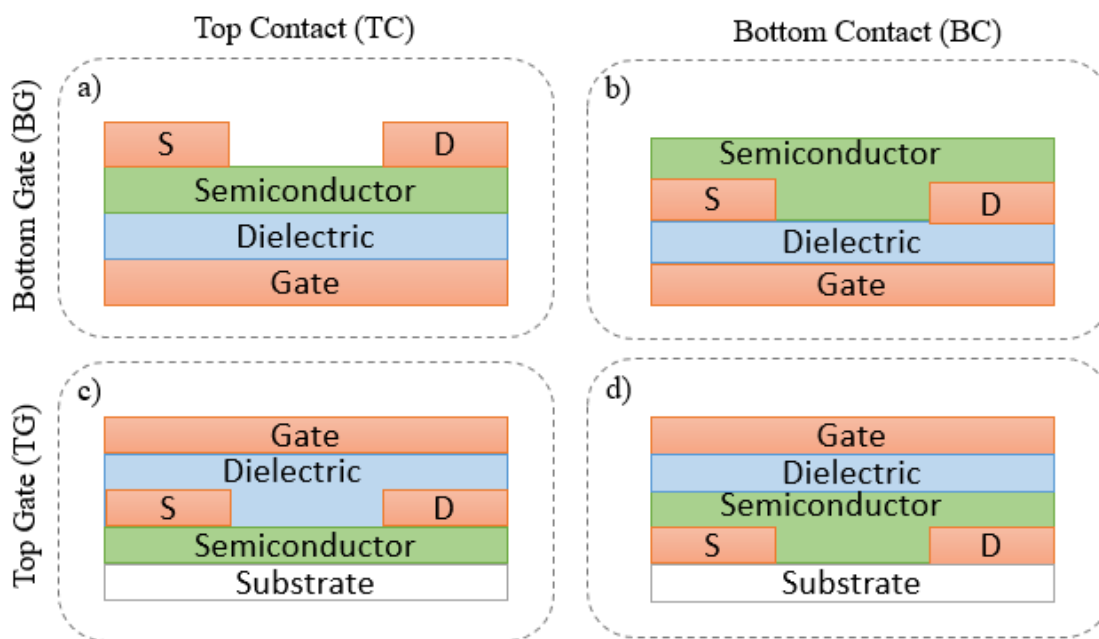 Top Contact (TC)
Bottom Contact (BC)
Bottom Gate (BG)
a)
S
D
Semiconductor
Dielectric
Gate
b)
Semiconductor
S
D
Dielectric
Gate
Top Gate (TG)
c)
Gate
Dielectric
S
D
Semiconductor
Substrate
d)
Gate
Dielectric
Semiconductor
S
D
Substrate